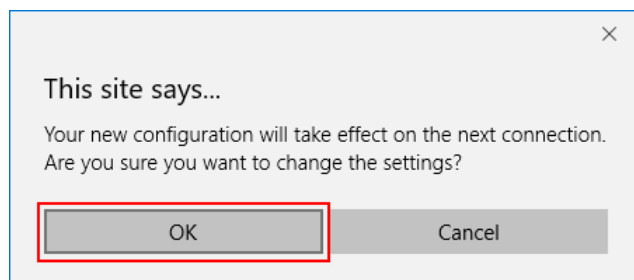 This site says...
Your new configuration will take effect on the next connection.
Are you sure you want to change the settings?
OK
Cancel